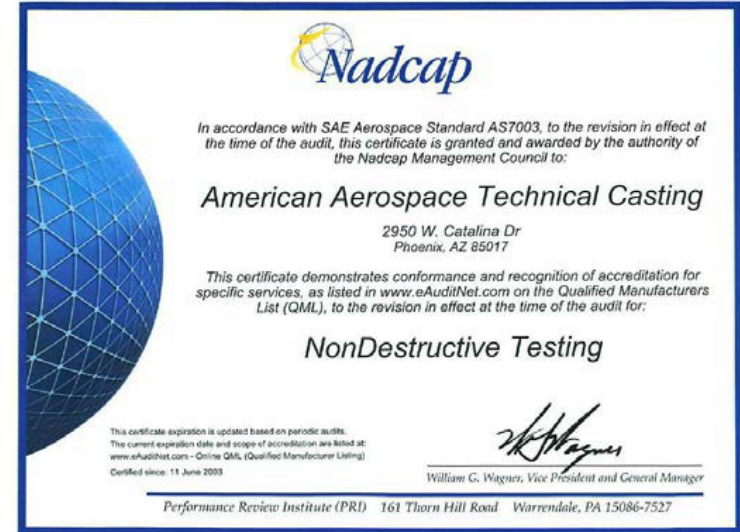 Nadcap
In accordance with SAE Aerospace Standard AS7003, to the revision in effect at
the time of the audit, this certificate is granted and awarded by the authority of
the Nadcap Management Council to:
American Aerospace Technical Casting
2950 W. Catalina Dr
Phoenix, AZ 85017
This certificate demonstrates conformance and recognition of accreditation for
specific services, as listed in www.eAuditNet.com on the Qualified Manufacturers
List (QML), to the revision in effect at the time of the audit for:
NonDestructive Testing
This certificate expiration is updated based on periodic audits.
The current expiration date and scope of accreditation are listed at:
www.eAuditNet.com - Online QML (Qualified Manufacturer Listing)
Certified since: 11 June 2003
William G. Wagner, Vice President and General Manager
Performance Review Institute (PRI) 161 Thorn Hill Road Warrendale, PA 15086-7527